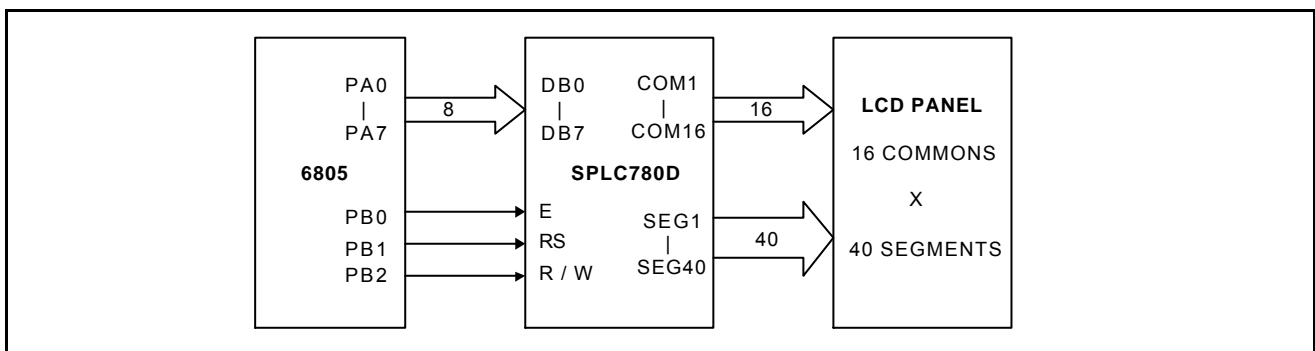 PA0
|
PA7
6805
PB0
PB1
PB2
8
DB0
|
DB7
SPLC780D
E
RS
R / W
COM1
|
COM16
SEG1
|
SEG40
16
40
LCD PANEL
16 COMMONS
X
40 SEGMENTS